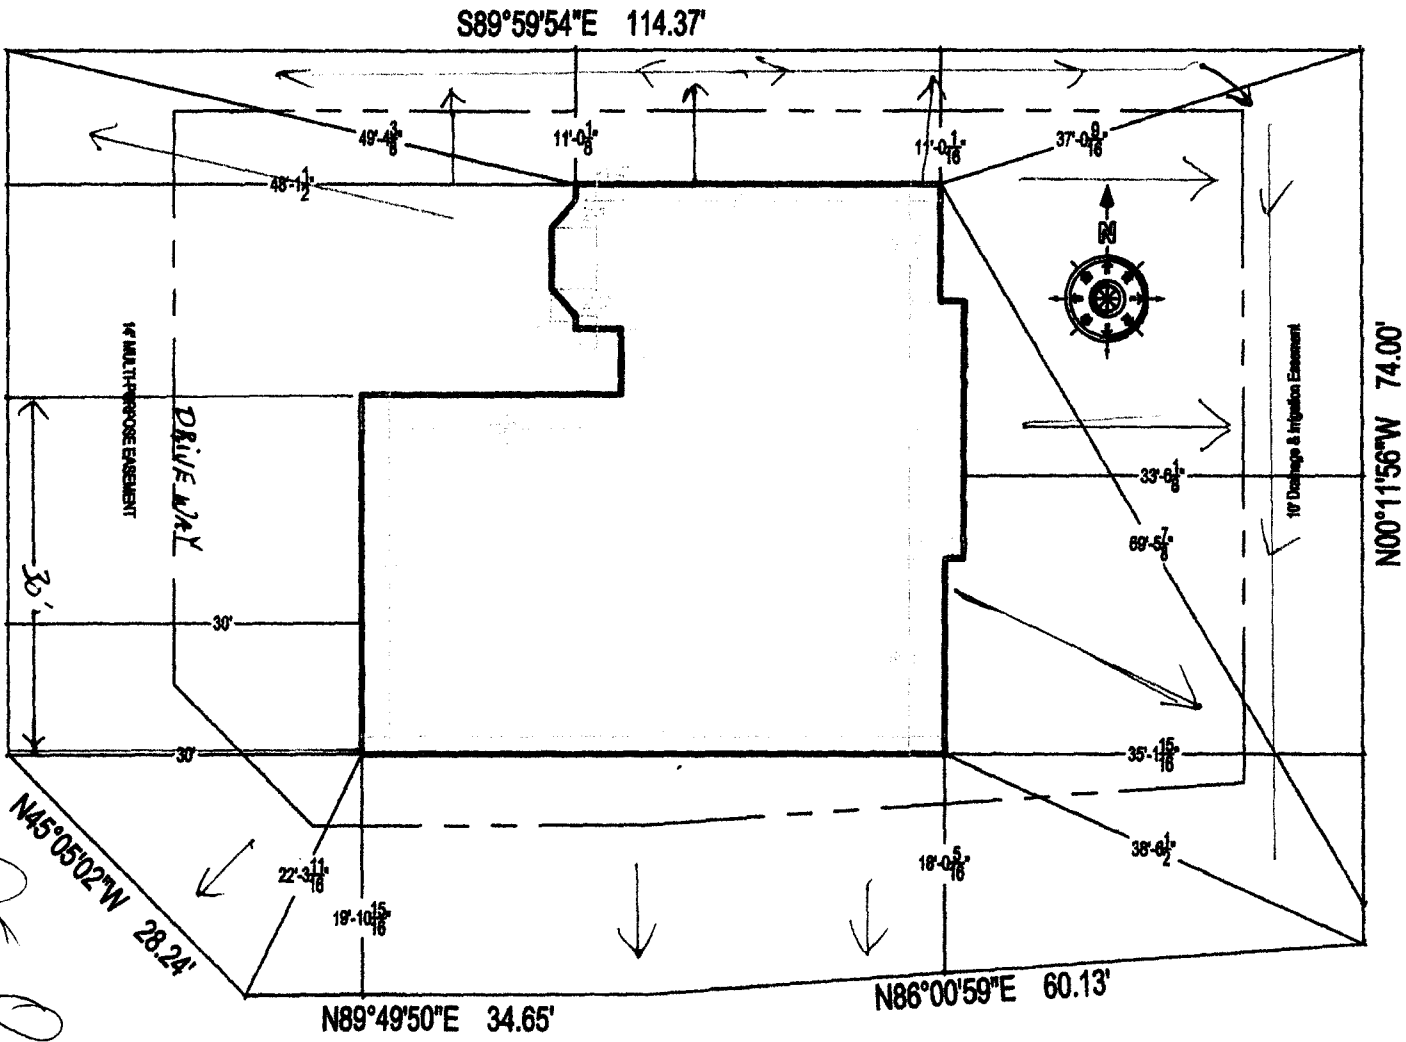 S89°59'54"E 114.37'
49'-4 3/8"
11'-0 1/8"
11'-0 1/16"
37'-0 9/16"
48'-1 1/2"
N
14' MULTI-PURPOSE EASEMENT
DRIVEWAY
10' Drainage & Irrigation Easement
N00°11'56"W 74.00'
33'-6 1/8"
69'-5 7/8"
30'
30'
30'
35'-1 15/16"
N45°05'02"W 28.24'
22'-3 11/16"
19'-10 15/16"
18'-0 5/16"
38'-6 1/2"
N89°49'50"E 34.65'
N86°00'59"E 60.13'